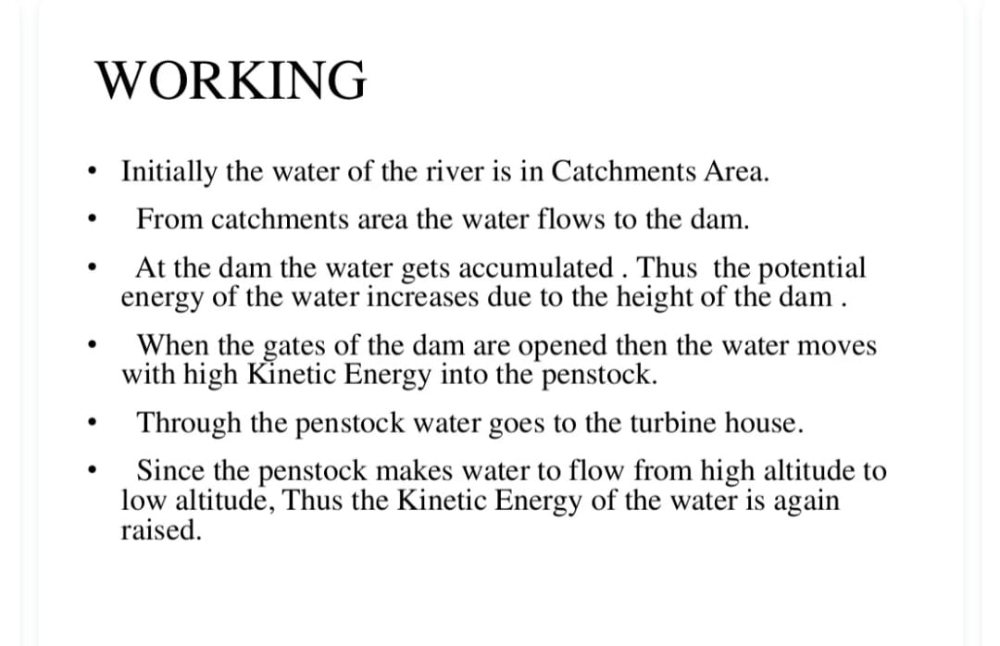 WORKING
• Initially the water of the river is in Catchments Area.
• From catchments area the water flows to the dam.
• At the dam the water gets accumulated . Thus  the potential
energy of the water increases due to the height of the dam .
• When the gates of the dam are opened then the water moves
with high Kinetic Energy into the penstock.
• Through the penstock water goes to the turbine house.
• Since the penstock makes water to flow from high altitude to
low altitude, Thus the Kinetic Energy of the water is again
raised.